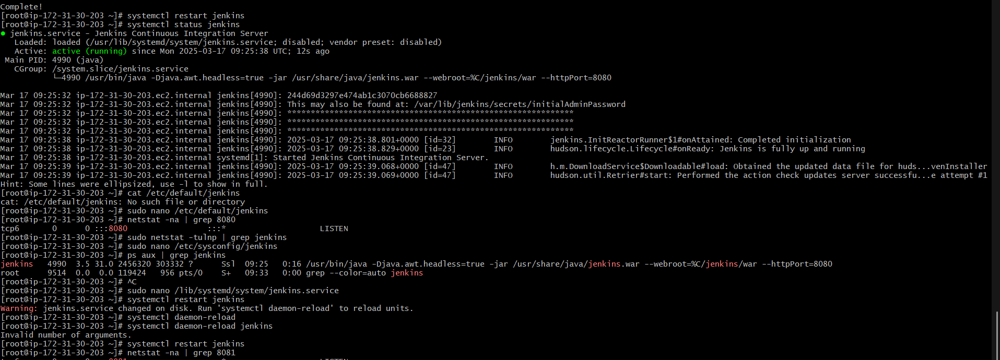 Complete!
[root@ip-172-31-30-203 ~]# systemctl restart jenkins
[root@ip-172-31-30-203 ~]# systemctl status jenkins
● jenkins.service - Jenkins Continuous Integration Server
   Loaded: loaded (/usr/lib/systemd/system/jenkins.service; disabled; vendor preset: disabled)
   Active: active (running) since Mon 2025-03-17 09:25:38 UTC; 12s ago
 Main PID: 4990 (java)
   CGroup: /system.slice/jenkins.service
           └─4990 /usr/bin/java -Djava.awt.headless=true -jar /usr/share/java/jenkins.war --webroot=%C/jenkins/war --httpPort=8080
Mar 17 09:25:32 ip-172-31-30-203.ec2.internal jenkins[4990]: 244d69d3297e474ab1c3070cb6688827
Mar 17 09:25:32 ip-172-31-30-203.ec2.internal jenkins[4990]: This may also be found at: /var/lib/jenkins/secrets/initialAdminPassword
Mar 17 09:25:32 ip-172-31-30-203.ec2.internal jenkins[4990]: *************************************************************
Mar 17 09:25:32 ip-172-31-30-203.ec2.internal jenkins[4990]: *************************************************************
Mar 17 09:25:32 ip-172-31-30-203.ec2.internal jenkins[4990]: *************************************************************
Mar 17 09:25:38 ip-172-31-30-203.ec2.internal jenkins[4990]: 2025-03-17 09:25:38.801+0000 [id=32]        INFO        jenkins.InitReactorRunner$1#onAttained: Completed initialization
Mar 17 09:25:38 ip-172-31-30-203.ec2.internal jenkins[4990]: 2025-03-17 09:25:38.829+0000 [id=23]        INFO        hudson.lifecycle.Lifecycle#onReady: Jenkins is fully up and running
Mar 17 09:25:38 ip-172-31-30-203.ec2.internal systemd[1]: Started Jenkins Continuous Integration Server.
Mar 17 09:25:39 ip-172-31-30-203.ec2.internal jenkins[4990]: 2025-03-17 09:25:39.068+0000 [id=47]        INFO        h.m.DownloadService$Downloadable#load: Obtained the updated data file for huds...venInstaller
Mar 17 09:25:39 ip-172-31-30-203.ec2.internal jenkins[4990]: 2025-03-17 09:25:39.069+0000 [id=47]        INFO        hudson.util.Retrier#start: Performed the action check updates server successfu...e attempt #1
Hint: Some lines were ellipsized, use -l to show in full.
[root@ip-172-31-30-203 ~]# cat /etc/default/jenkins
cat: /etc/default/jenkins: No such file or directory
[root@ip-172-31-30-203 ~]# sudo nano /etc/default/jenkins
[root@ip-172-31-30-203 ~]# netstat -na | grep 8080
tcp6       0      0 :::8080                 :::*                    LISTEN
[root@ip-172-31-30-203 ~]# sudo netstat -tulnp | grep jenkins
[root@ip-172-31-30-203 ~]# sudo nano /etc/sysconfig/jenkins
[root@ip-172-31-30-203 ~]# ps aux | grep jenkins
jenkins   4990  3.5 31.0 2456320 303332 ?      Ssl  09:25   0:16 /usr/bin/java -Djava.awt.headless=true -jar /usr/share/java/jenkins.war --webroot=%C/jenkins/war --httpPort=8080
root      9514  0.0  0.0 119424   956 pts/0    S+   09:33   0:00 grep --color=auto jenkins
[root@ip-172-31-30-203 ~]# ^C
[root@ip-172-31-30-203 ~]# sudo nano /lib/systemd/system/jenkins.service
[root@ip-172-31-30-203 ~]# systemctl restart jenkins
Warning: jenkins.service changed on disk. Run 'systemctl daemon-reload' to reload units.
[root@ip-172-31-30-203 ~]# systemctl daemon-reload
[root@ip-172-31-30-203 ~]# systemctl daemon-reload jenkins
Invalid number of arguments.
[root@ip-172-31-30-203 ~]# systemctl restart jenkins
[root@ip-172-31-30-203 ~]# netstat -na | grep 8081